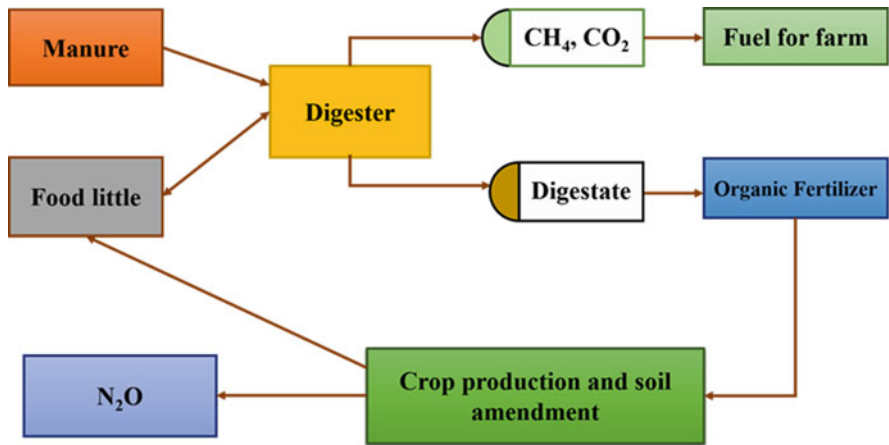 Manure
CH₄, CO₂
Fuel for farm
Digester
Food little
Digestate
Organic Fertilizer
N₂O
Crop production and soil
amendment